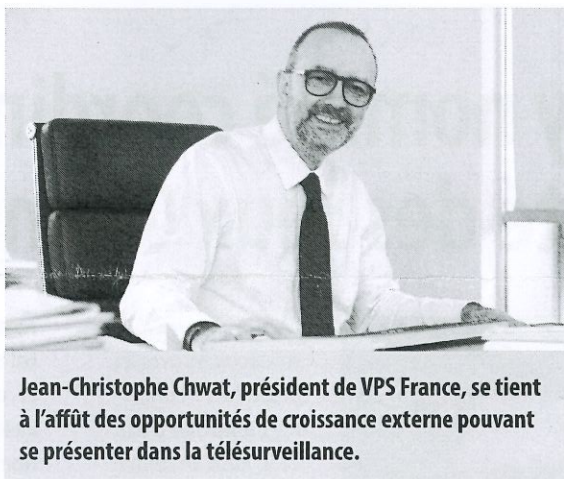 Jean-Christophe Chwat, président de VPS France, se tient
à l'affût des opportunités de croissance externe pouvant
se présenter dans la télésurveillance.